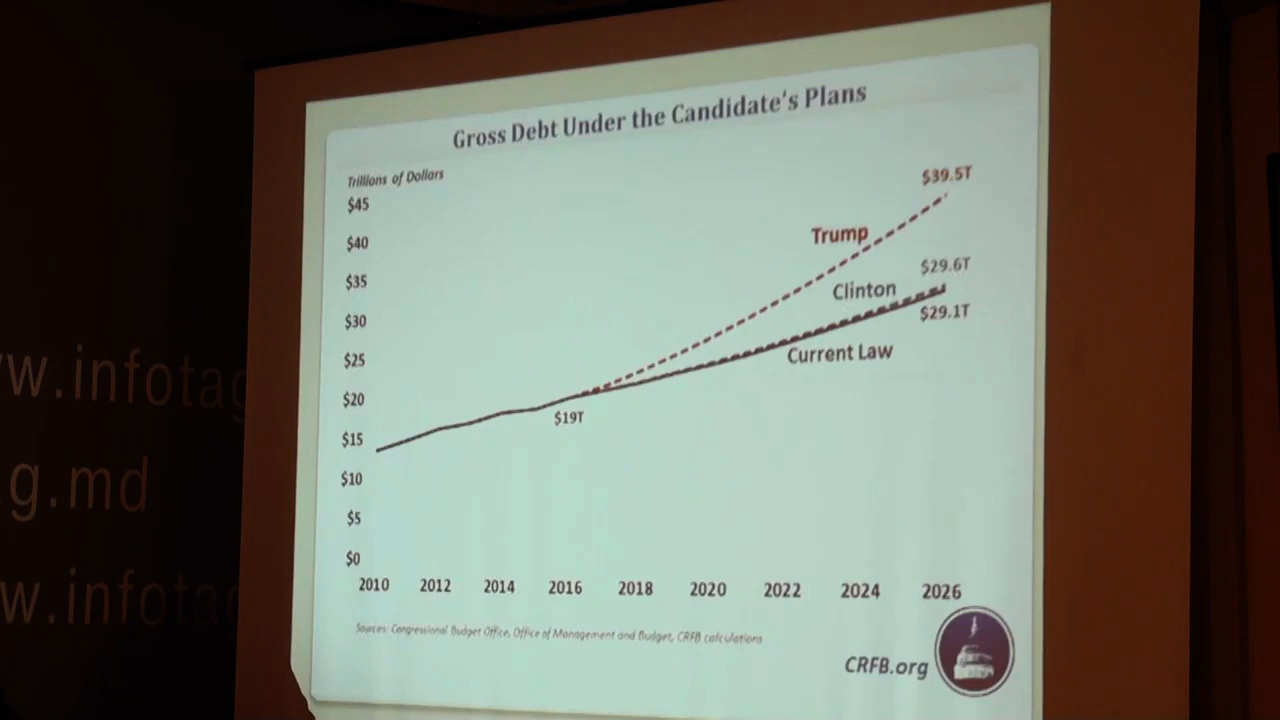 Gross Debt Under the Candidate's Plans
Trillions of Dollars
$45
$40
$35
$30
$25
$20
$15
$10
$5
$0
$39.5T
Trump
$29.6T
Clinton
$29.1T
Current Law
$19T
2010 2012 2014 2016 2018 2020 2022 2024 2026
Sources: Congressional Budget Office, Office of Management and Budget, CRFB calculations
CRFB.org
w.infotag
g.md
w.infotag